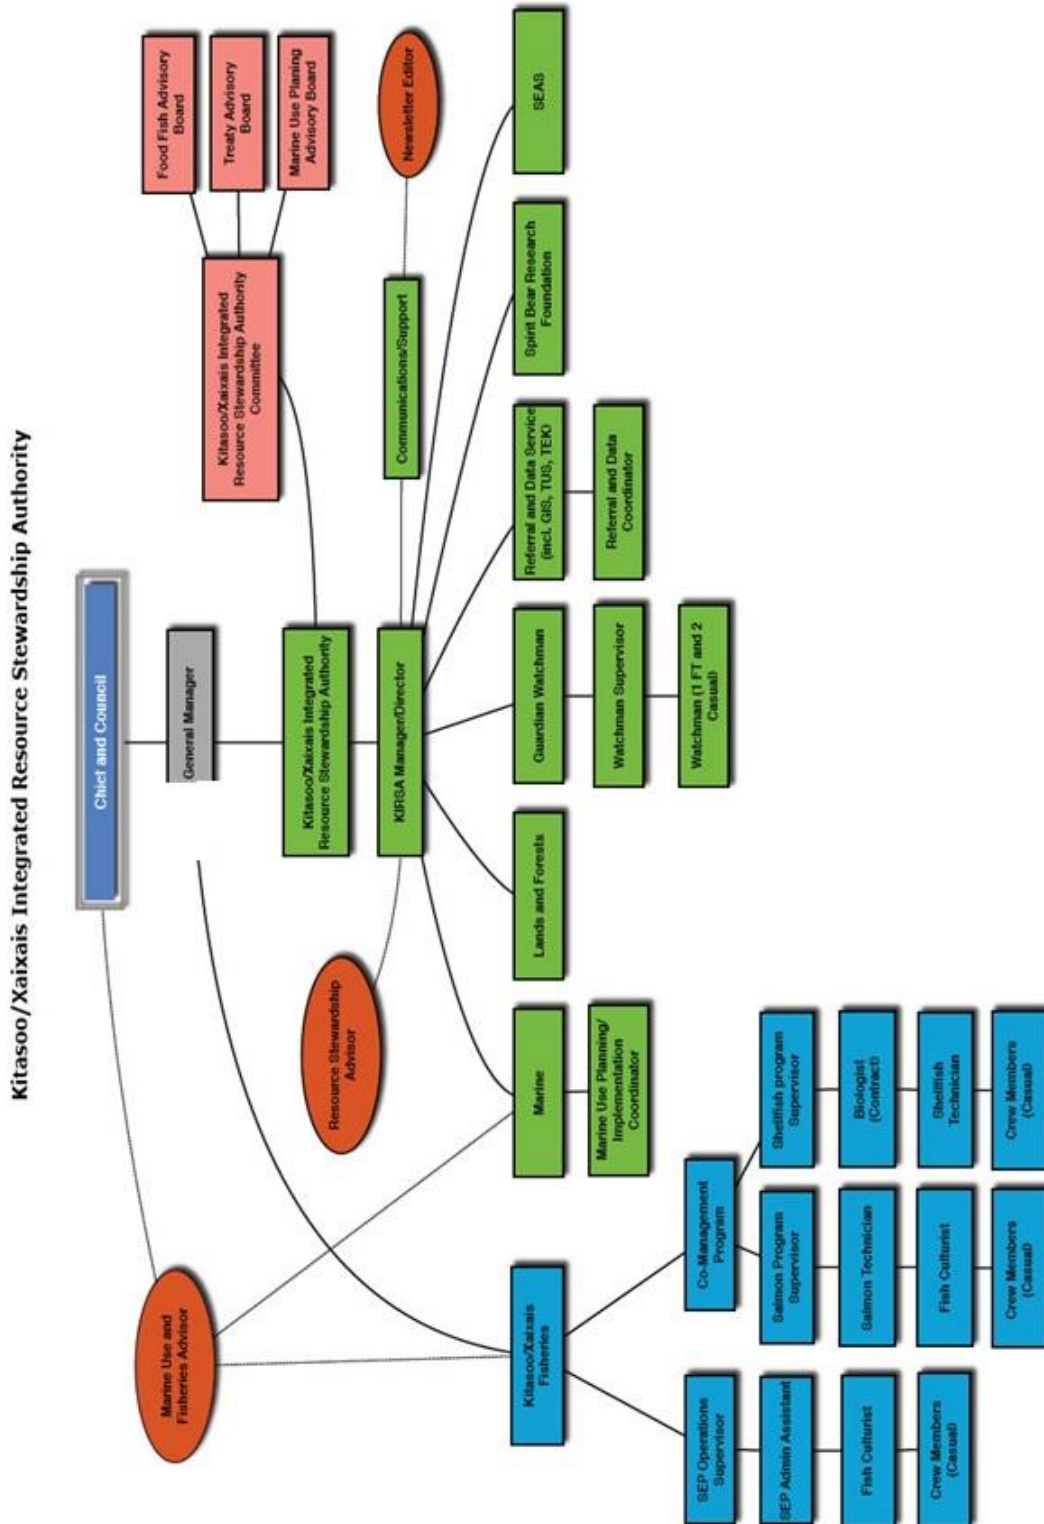 Kitasoo/Xaixais Integrated Resource Stewardship Authority
Chief and Council
General Manager
Kitasoo/Xaixais Integrated
Resource Stewardship Authority
Kitasoo/Xaixais Integrated
Resource Stewardship Authority
Committee
Food Fish Advisory
Board
Treaty Advisory
Board
Marine Use Planing
Advisory Board
Marine Use and
Fisheries Advisor
Resource Stewardship
Advisor
KIRSA Manager/Director
Communications/Support
Newsletter Editor
Kitasoo/Xaixais
Fisheries
Marine
Marine Use Planning/
Implementation
Coordinator
Lands and Forests
Guardian Watchman
Watchman Supervisor
Watchman (1 FT and 2
Casual)
Referral and Data Service
(incl. GIS, TUS, TEK)
Referral and Data
Coordinator
Spirit Bear Research
Foundation
SEAS
SEP Operations
Supervisor
SEP Admin Assistant
Fish Culturist
Crew Members
(Casual)
Co-Management
Program
Salmon Program
Supervisor
Salmon Technician
Fish Culturist
Crew Members
(Casual)
Shellfish program
Supervisor
Biologist
(Contract)
Shellfish
Technician
Crew Members
(Casual)